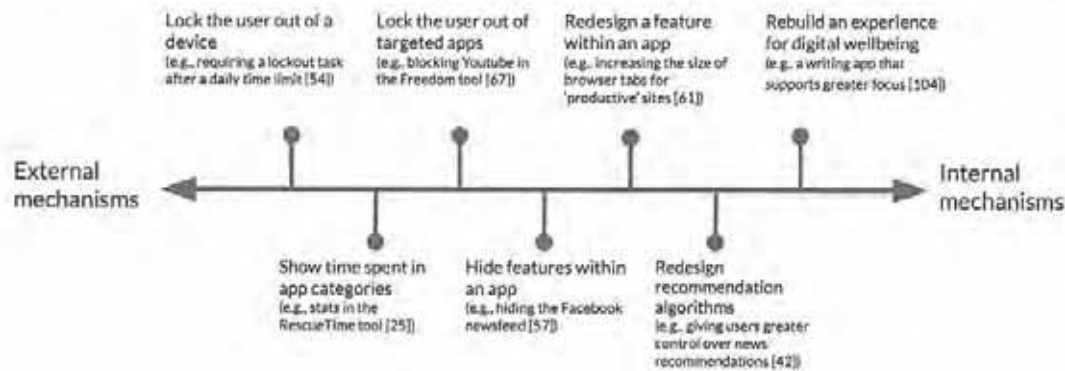 Lock the user out of a
device
(e.g., requiring a lockout task
after a daily time limit [54])
Lock the user out of
targeted apps
(e.g., blocking Youtube in
the Freedom tool [67])
Redesign a feature
within an app
(e.g., increasing the size of
browser tabs for
'productive' sites [61])
Rebuild an experience
for digital wellbeing
(e.g., a writing app that
supports greater focus [104])
External
mechanisms
Internal
mechanisms
Show time spent in
app categories
(e.g., stats in the
RescueTime tool [25])
Hide features within
an app
(e.g., hiding the Facebook
newsfeed [57])
Redesign
recommendation
algorithms
(e.g., giving users greater
control over news
recommendations [42])